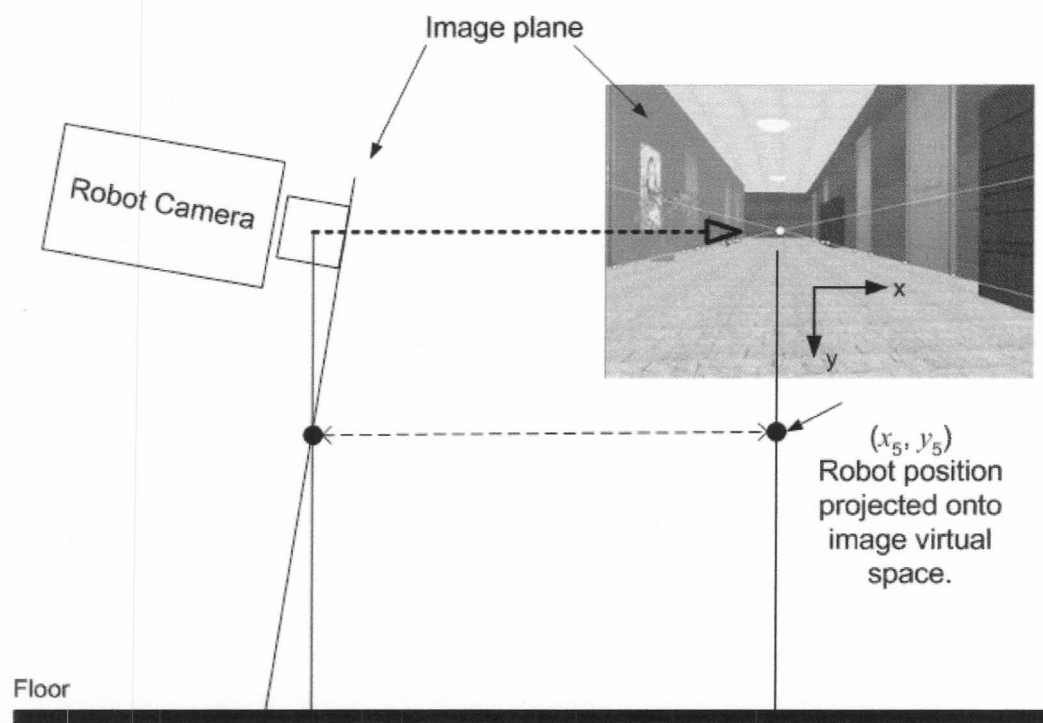 Image plane
Robot Camera
x
y
(x₅, y₅)
Robot position
projected onto
image virtual
space.
Floor